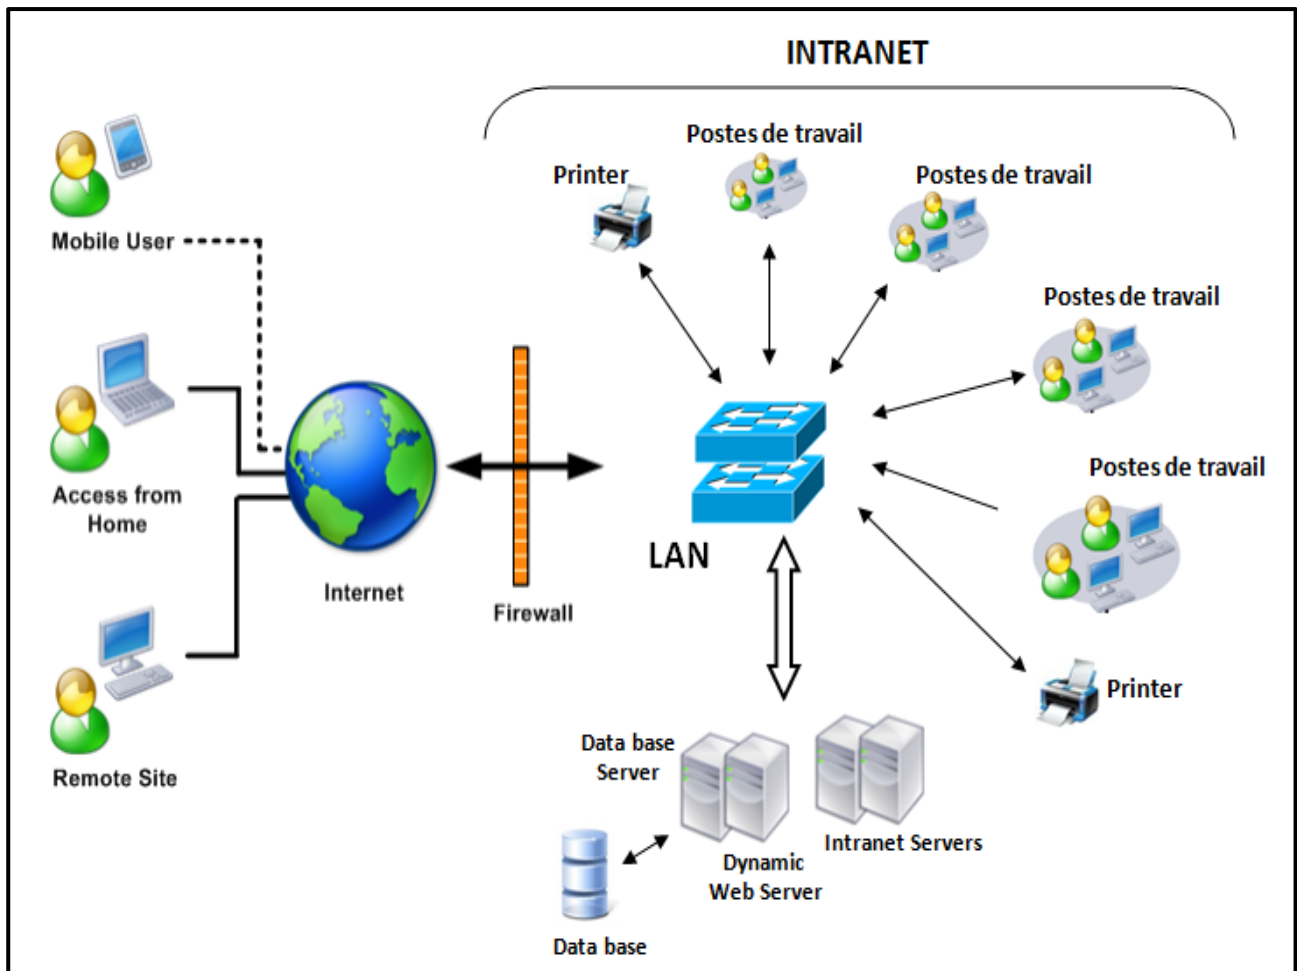 INTRANET
Postes de travail
Printer
Postes de travail
Mobile User
Postes de travail
Access from
Home
Postes de travail
LAN
Internet
Firewall
Printer
Remote Site
Data base
Server
Intranet Servers
Dynamic
Web Server
Data base